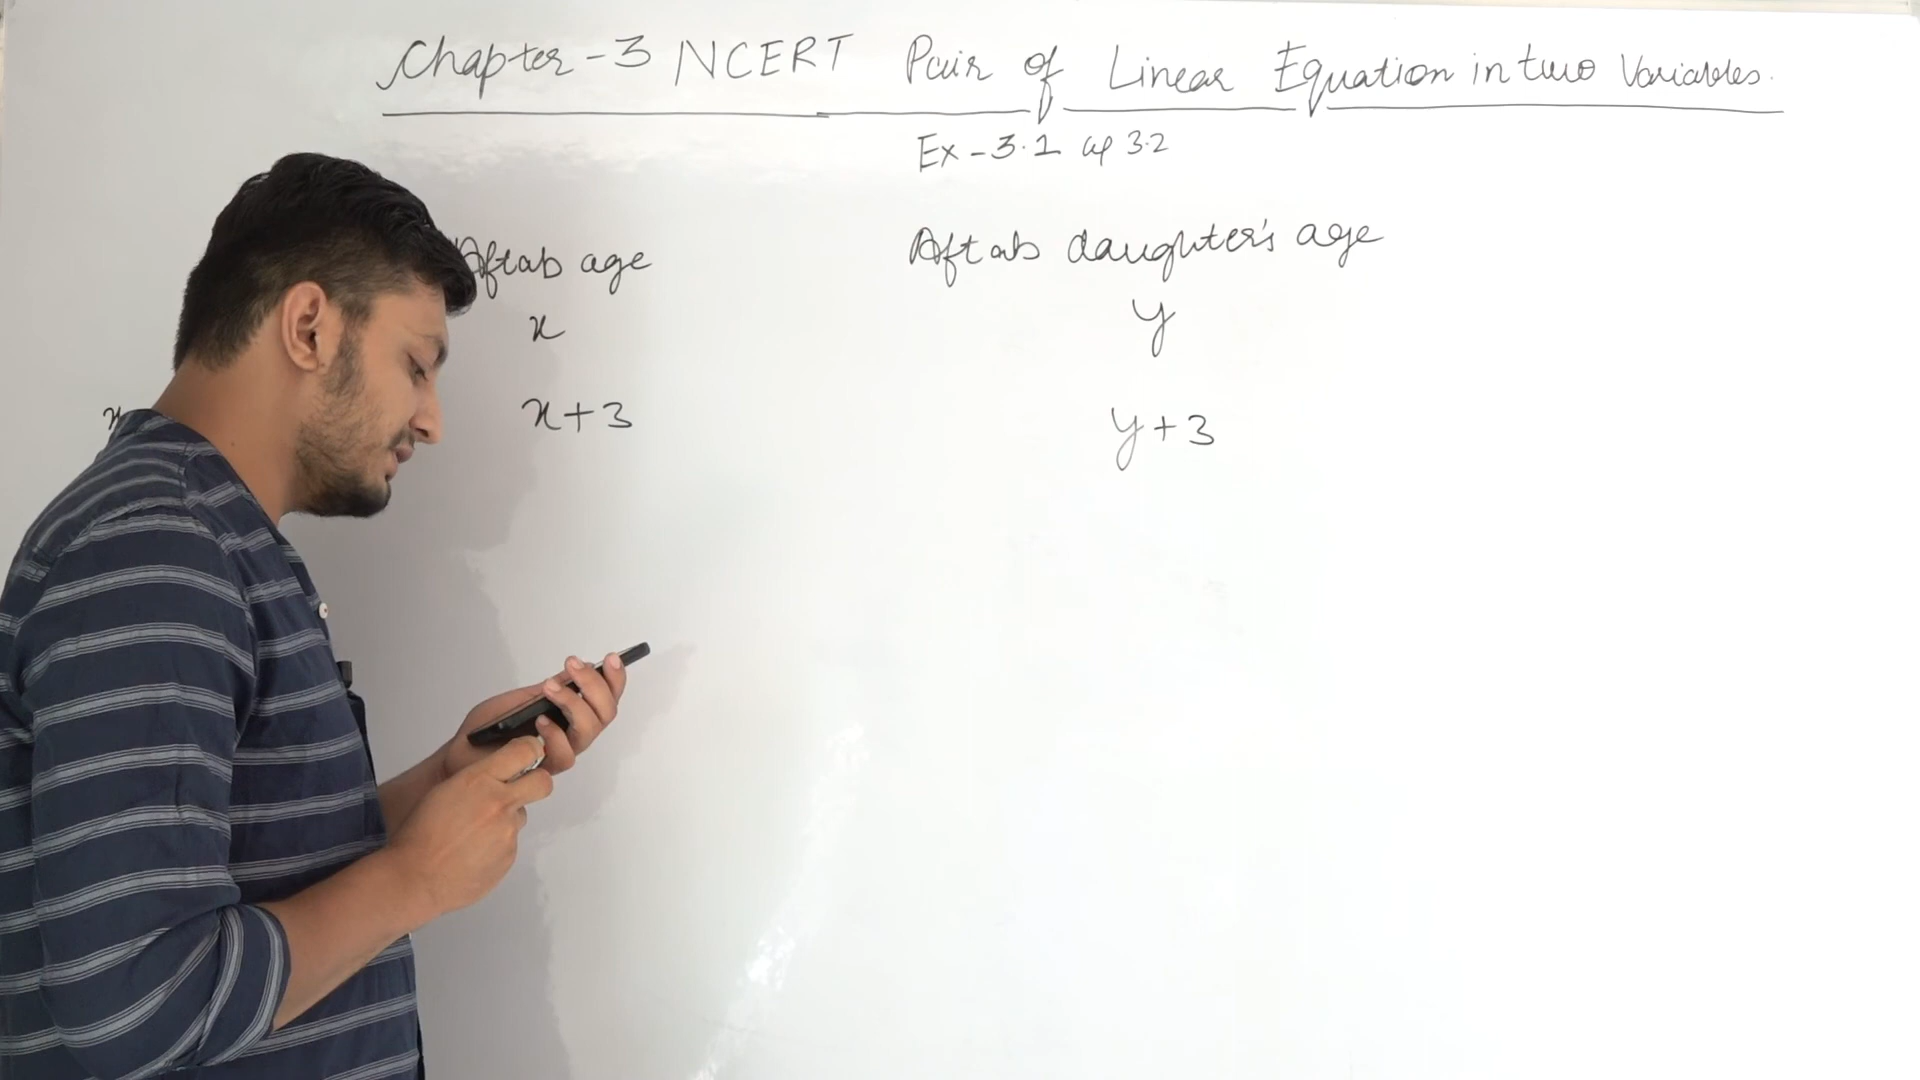 Chapter-3 NCERT Pair of Linear Equation in two Variables.
Ex-3.1 3.2
Aftab age Aftab daughter's age
x y
x+3 y+3